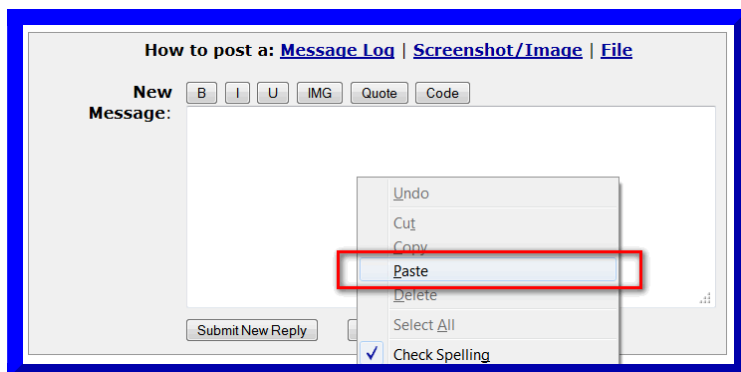 How to post a: Message Log | Screenshot/Image | File
New Message:
B I U IMG Quote Code
Undo
Cut
Copy
Paste
Delete
Select All
Submit New Reply
Check Spelling